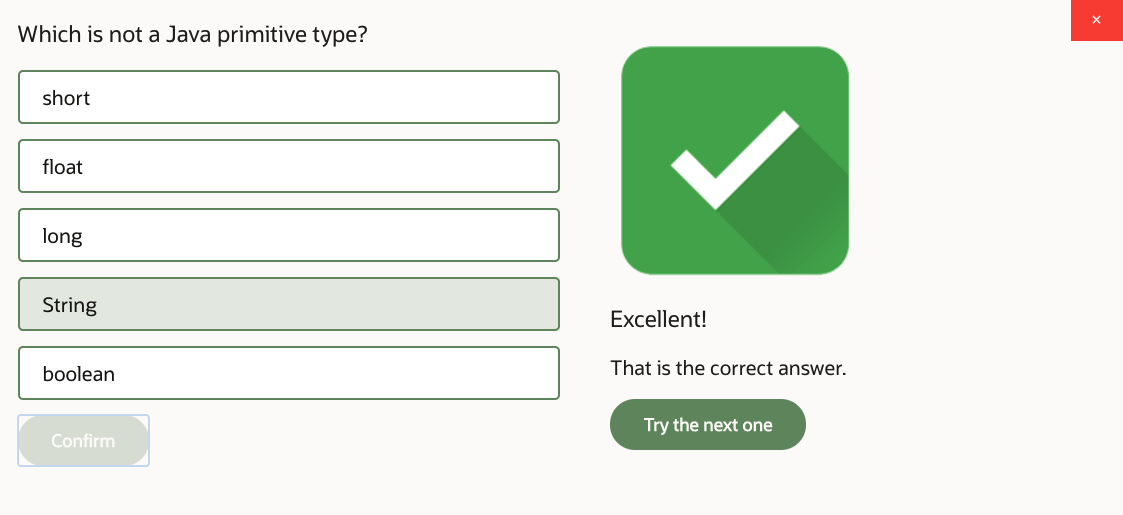 Which is not a Java primitive type?
×
short
float
long
String
boolean
Confirm
Excellent!
That is the correct answer.
Try the next one